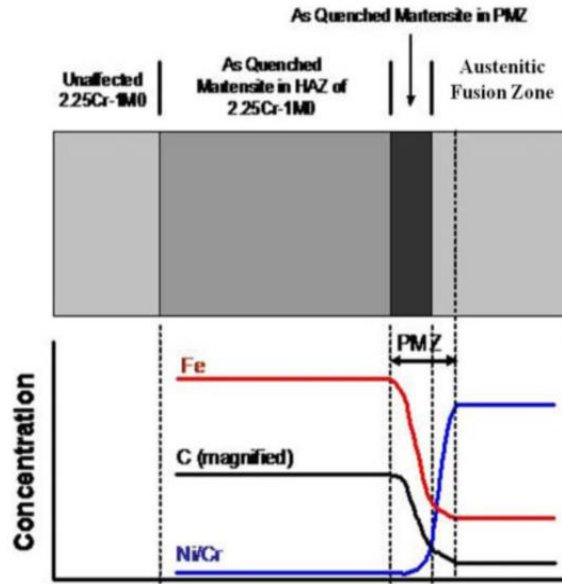 As Quenched Martensite in PMZ
Unaffected
2.25Cr-1M0
As Quenched
Martensite in HAZ of
2.25Cr-1M0
Austenitic
Fusion Zone
PMZ
Fe
C (magnified)
Ni/Cr
Concentration